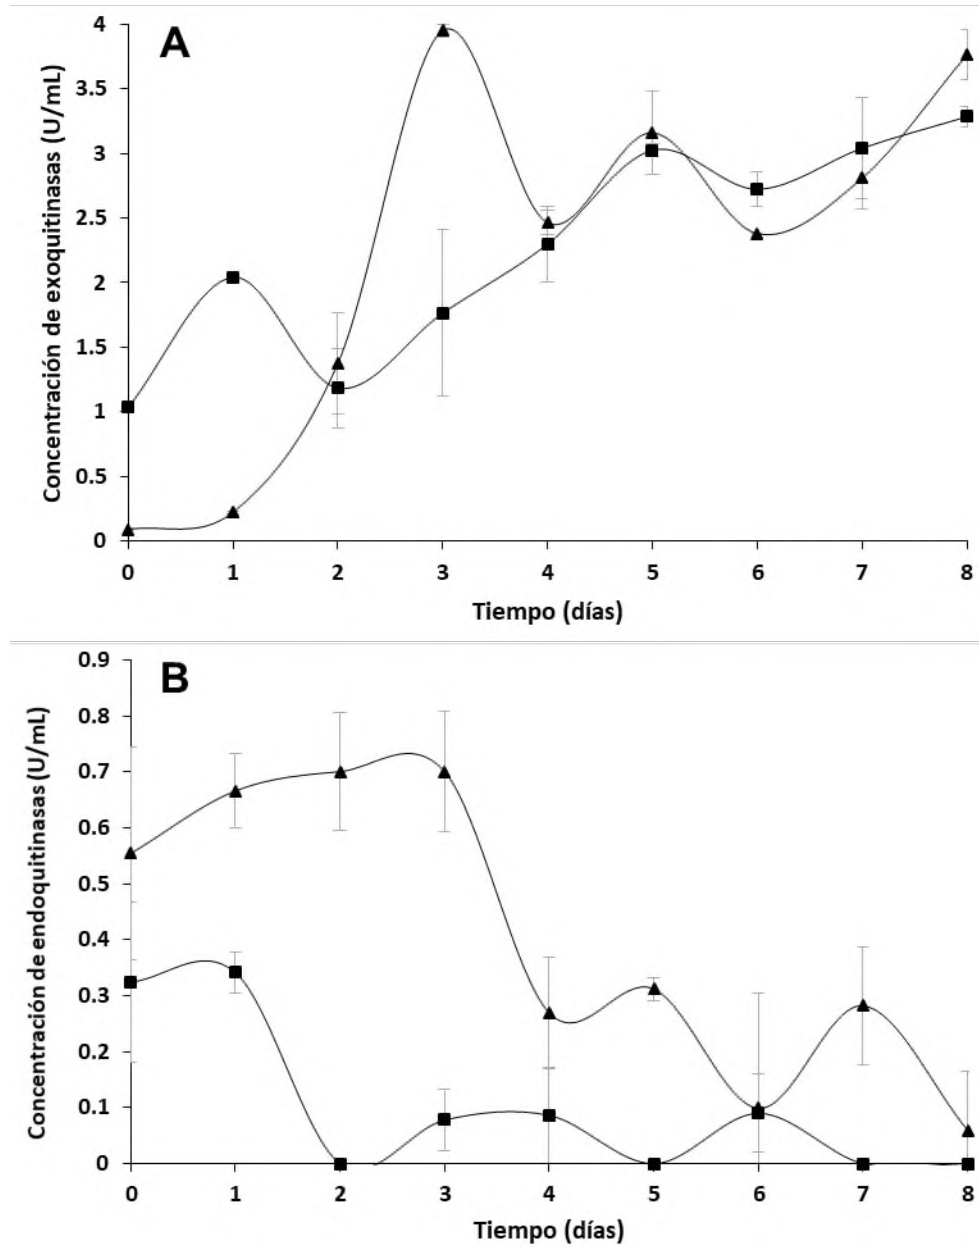 A
Concentración de exoquitinasas (U/mL)
4
3.5
3
2.5
2
1.5
1
0.5
0
0 1 2 3 4 5 6 7 8
Tiempo (días)
B
Concentración de endoquitinasas (U/mL)
0.9
0.8
0.7
0.6
0.5
0.4
0.3
0.2
0.1
0
0 1 2 3 4 5 6 7 8
Tiempo (días)